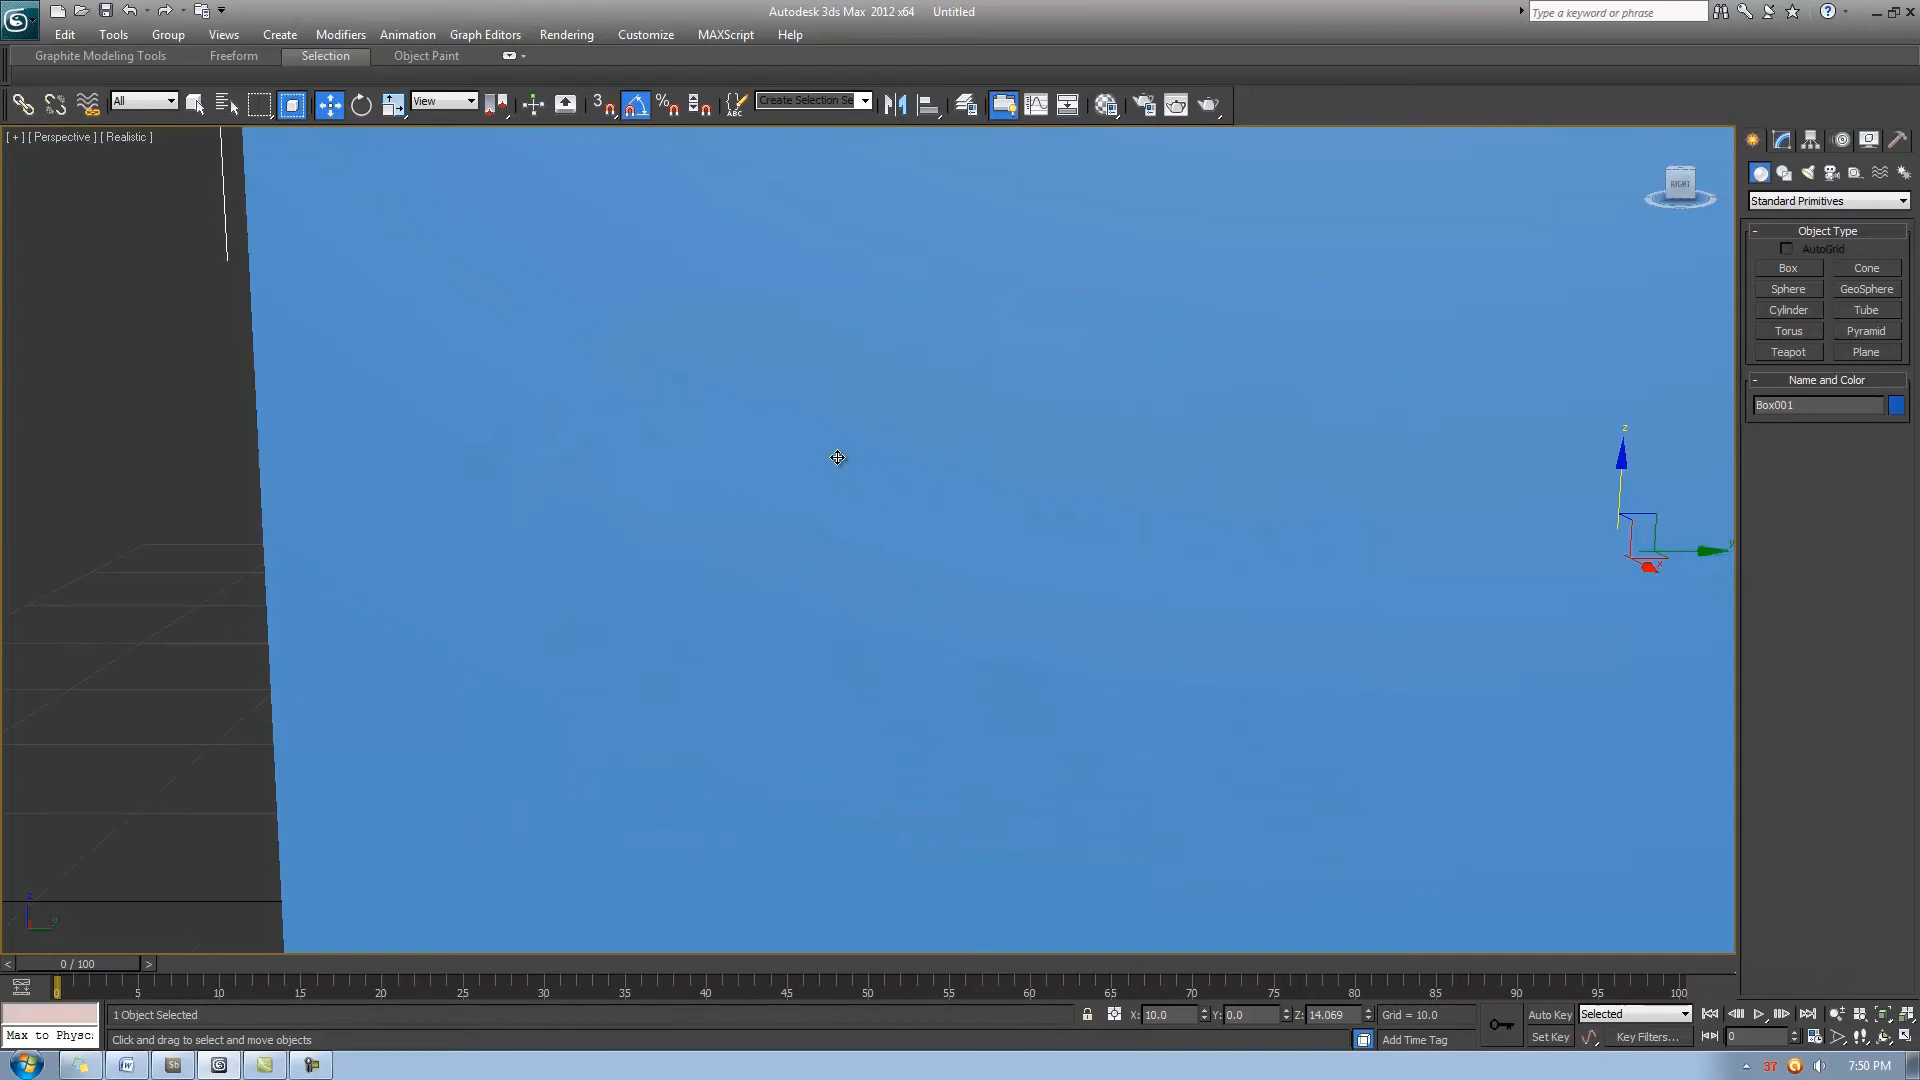 Autodesk 3ds Max 2012 x64 Untitled
Type a keyword or phrase
Edit Tools Group Views Create Modifiers Animation Graph Editors Rendering Customize MAXScript Help
Graphite Modeling Tools Freeform Selection Object Paint
All View 3 % ABC Create Selection Se
[ + ] [ Perspective ] [ Realistic ]
RIGHT
Standard Primitives
- Object Type
AutoGrid
Box Cone
Sphere GeoSphere
Cylinder Tube
Torus Pyramid
Teapot Plane
- Name and Color
Box001
z
y
x
z
y
< 0 / 100 >
0 5 10 15 20 25 30 35 40 45 50 55 60 65 70 75 80 85 90 95 100
1 Object Selected X: 10.0 Y: 0.0 Z: 14.069 Grid = 10.0 Auto Key Selected
Max to Physc: Click and drag to select and move objects Add Time Tag Set Key Key Filters... 0
W Sb 37 7:50 PM